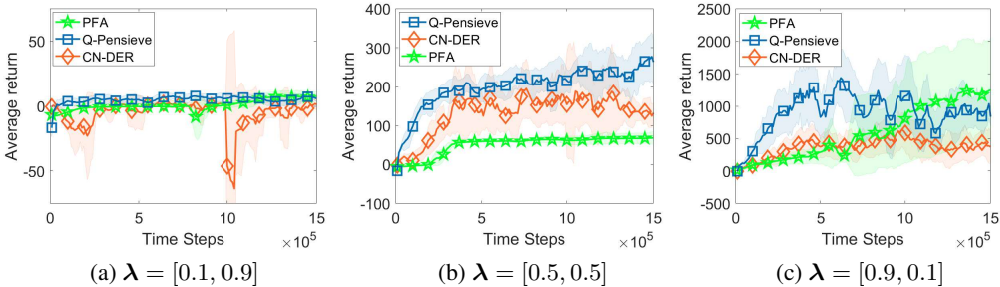 PFA
Q-Pensieve
CN-DER
50
0
-50
Average return
0 5 10 15
Time Steps
× 10^5
(a) λ = [0.1, 0.9]
Q-Pensieve
CN-DER
PFA
400
300
200
100
0
-100
Average return
0 5 10 15
Time Steps
× 10^5
(b) λ = [0.5, 0.5]
PFA
Q-Pensieve
CN-DER
2500
2000
1500
1000
500
0
-500
Average return
0 5 10 15
Time Steps
× 10^5
(c) λ = [0.9, 0.1]